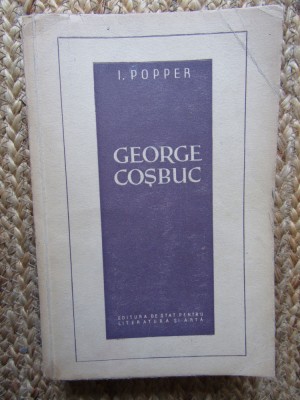 I. POPPER
GEORGE
COȘBUC
EDITURA DE STAT PENTRU
LITERATURĂ ȘI ARTĂ